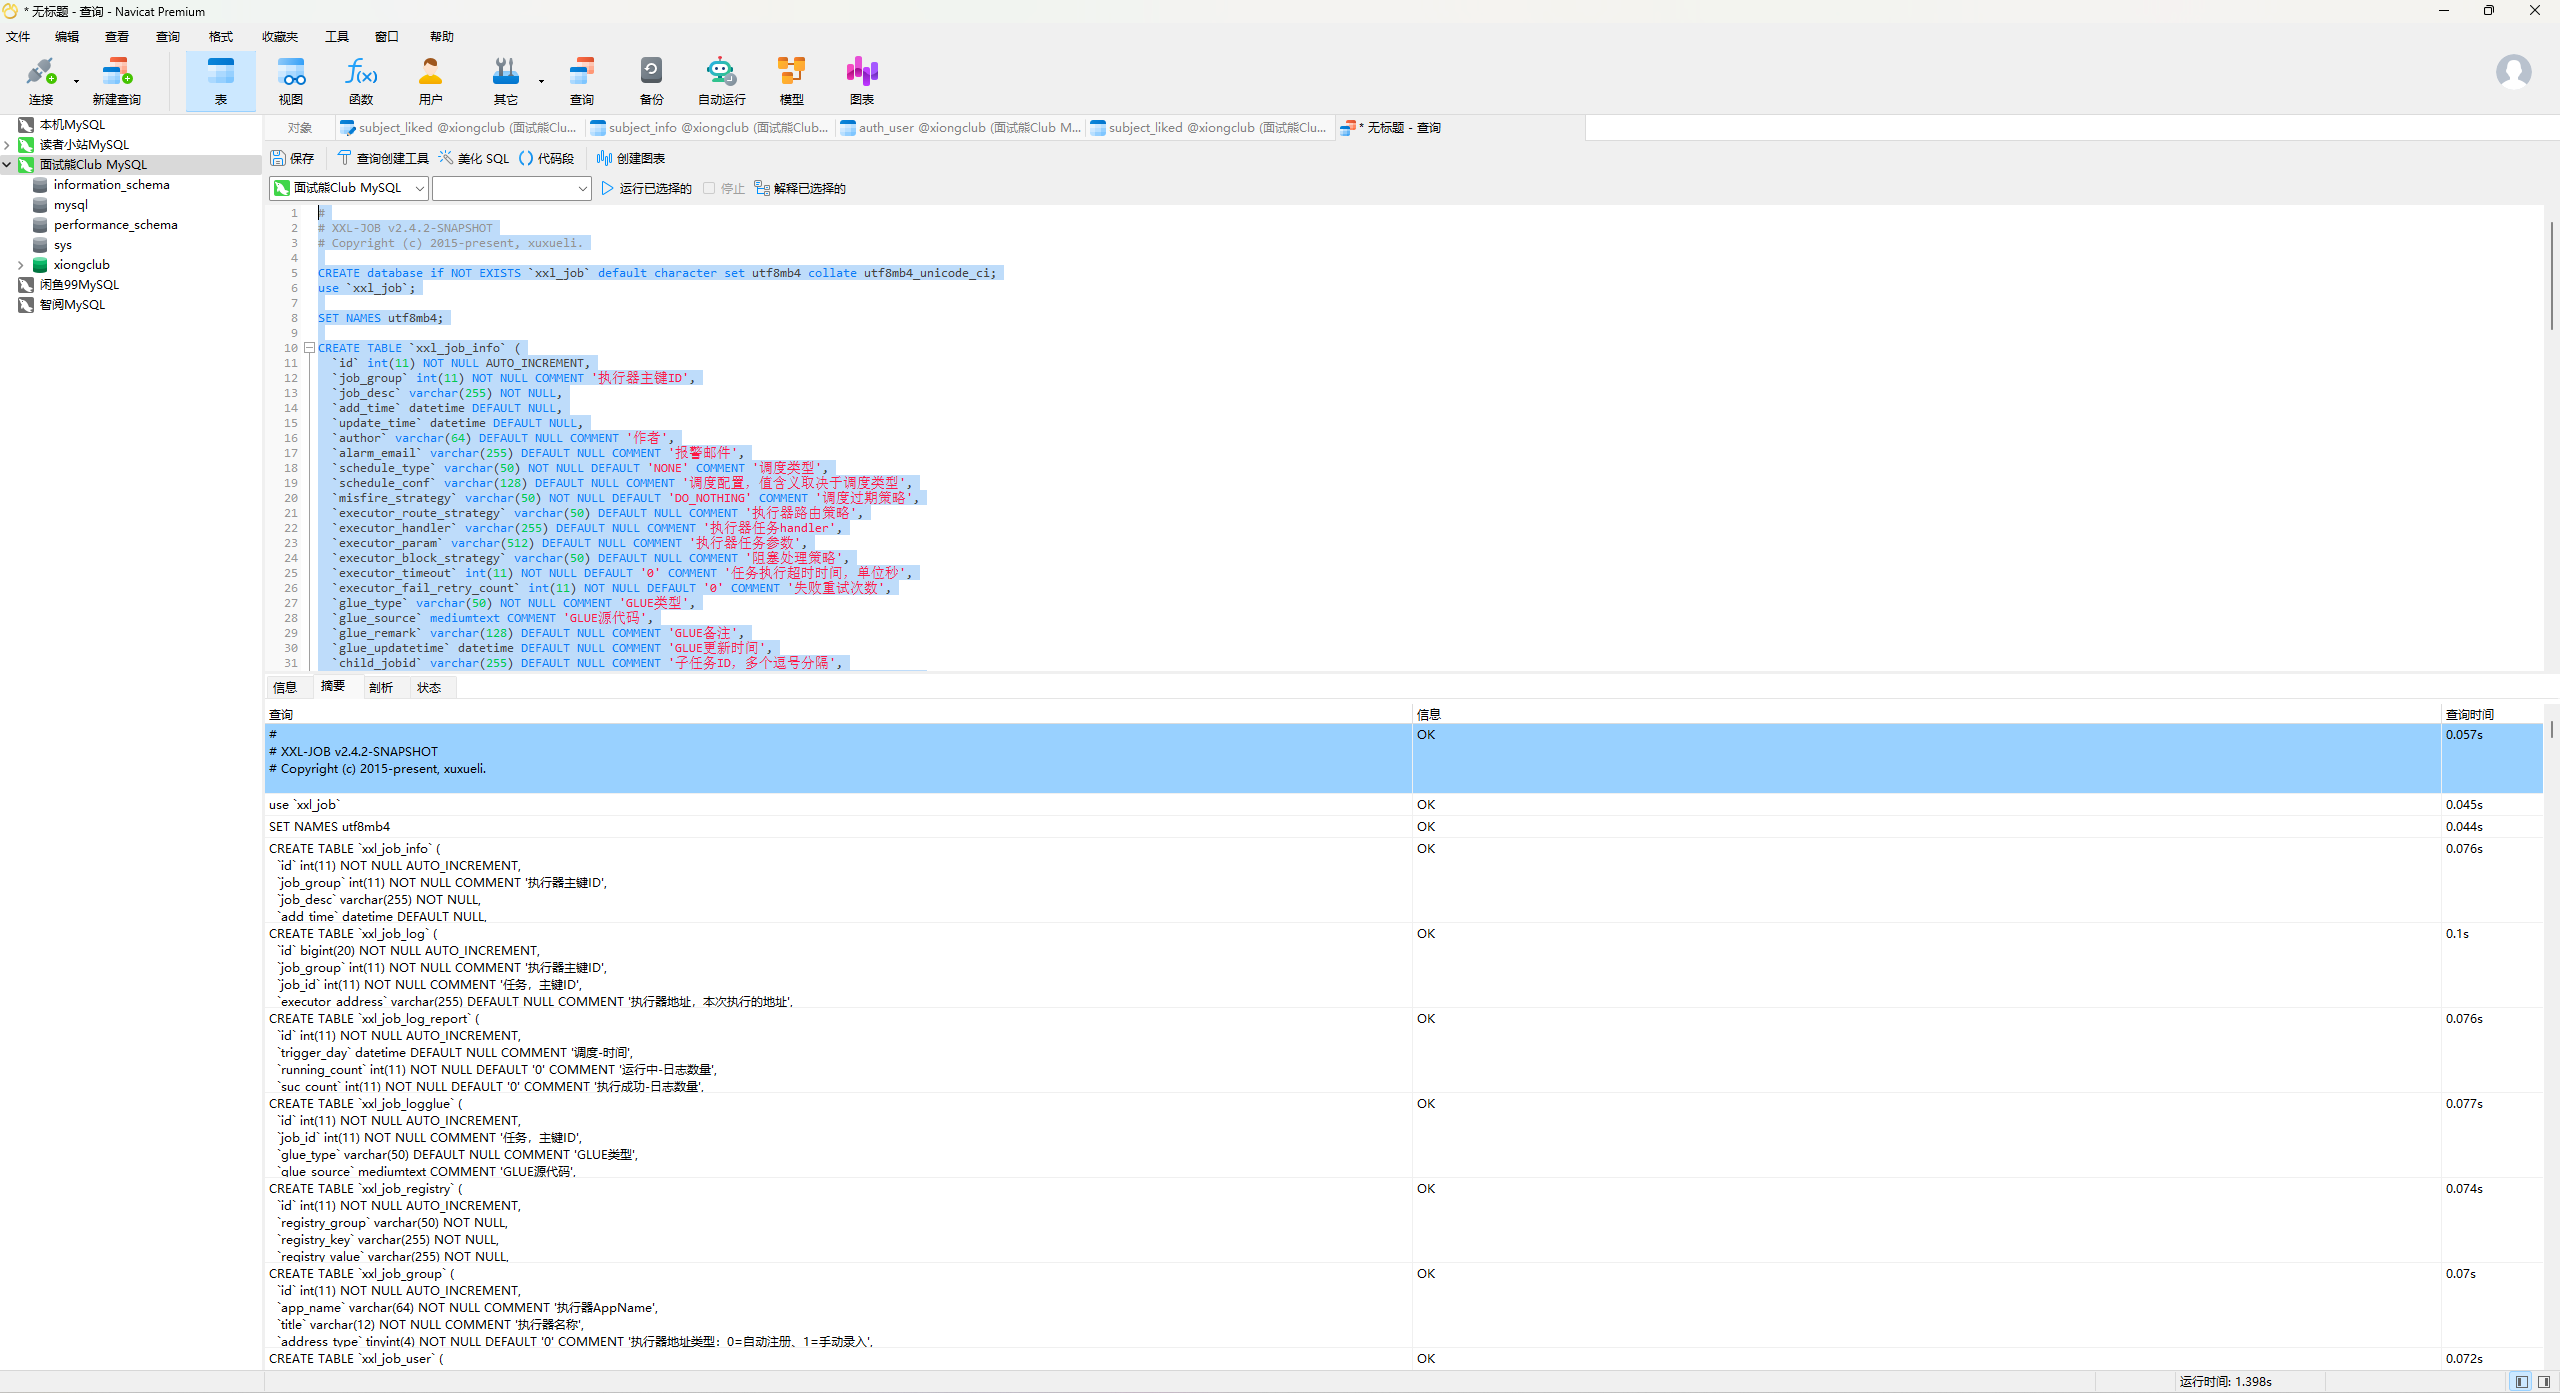 * 无标题 - 查询 - Navicat Premium
文件 编辑 查看 查询 格式 收藏夹 工具 窗口 帮助
连接 新建查询 表 视图 函数 用户 其它 查询 备份 自动运行 模型 图表
本机MySQL
读者小站MySQL
面试熊Club MySQL
information_schema
mysql
performance_schema
sys
xiongclub
闲鱼99MySQL
智阅MySQL
对象 subject_liked @xiongclub (面试熊Clu... subject_info @xiongclub (面试熊Club... auth_user @xiongclub (面试熊Club M... subject_liked @xiongclub (面试熊Clu... * 无标题 - 查询
保存 查询创建工具 美化 SQL () 代码段 创建图表
面试熊Club MySQL 运行已选择的 停止 解释已选择的
1 #
2 # XXL-JOB v2.4.2-SNAPSHOT
3 # Copyright (c) 2015-present, xuxueli.
4
5 CREATE database if NOT EXISTS `xxl_job` default character set utf8mb4 collate utf8mb4_unicode_ci;
6 use `xxl_job`;
7
8 SET NAMES utf8mb4;
9
10 CREATE TABLE `xxl_job_info` (
11 `id` int(11) NOT NULL AUTO_INCREMENT,
12 `job_group` int(11) NOT NULL COMMENT '执行器主键ID',
13 `job_desc` varchar(255) NOT NULL,
14 `add_time` datetime DEFAULT NULL,
15 `update_time` datetime DEFAULT NULL,
16 `author` varchar(64) DEFAULT NULL COMMENT '作者',
17 `alarm_email` varchar(255) DEFAULT NULL COMMENT '报警邮件',
18 `schedule_type` varchar(50) NOT NULL DEFAULT 'NONE' COMMENT '调度类型',
19 `schedule_conf` varchar(128) DEFAULT NULL COMMENT '调度配置，值含义取决于调度类型',
20 `misfire_strategy` varchar(50) NOT NULL DEFAULT 'DO_NOTHING' COMMENT '调度过期策略',
21 `executor_route_strategy` varchar(50) DEFAULT NULL COMMENT '执行器路由策略',
22 `executor_handler` varchar(255) DEFAULT NULL COMMENT '执行器任务handler',
23 `executor_param` varchar(512) DEFAULT NULL COMMENT '执行器任务参数',
24 `executor_block_strategy` varchar(50) DEFAULT NULL COMMENT '阻塞处理策略',
25 `executor_timeout` int(11) NOT NULL DEFAULT '0' COMMENT '任务执行超时时间，单位秒',
26 `executor_fail_retry_count` int(11) NOT NULL DEFAULT '0' COMMENT '失败重试次数',
27 `glue_type` varchar(50) NOT NULL COMMENT 'GLUE类型',
28 `glue_source` mediumtext COMMENT 'GLUE源代码',
29 `glue_remark` varchar(128) DEFAULT NULL COMMENT 'GLUE备注',
30 `glue_updatetime` datetime DEFAULT NULL COMMENT 'GLUE更新时间',
31 `child_jobid` varchar(255) DEFAULT NULL COMMENT '子任务ID，多个逗号分隔',
信息 摘要 剖析 状态
查询 信息 查询时间
# OK 0.057s
# XXL-JOB v2.4.2-SNAPSHOT
# Copyright (c) 2015-present, xuxueli.
use `xxl_job` OK 0.045s
SET NAMES utf8mb4 OK 0.044s
CREATE TABLE `xxl_job_info` ( OK 0.076s
`id` int(11) NOT NULL AUTO_INCREMENT,
`job_group` int(11) NOT NULL COMMENT '执行器主键ID',
`job_desc` varchar(255) NOT NULL,
`add_time` datetime DEFAULT NULL,
CREATE TABLE `xxl_job_log` ( OK 0.1s
`id` bigint(20) NOT NULL AUTO_INCREMENT,
`job_group` int(11) NOT NULL COMMENT '执行器主键ID',
`job_id` int(11) NOT NULL COMMENT '任务，主键ID',
`executor_address` varchar(255) DEFAULT NULL COMMENT '执行器地址，本次执行的地址',
CREATE TABLE `xxl_job_log_report` ( OK 0.076s
`id` int(11) NOT NULL AUTO_INCREMENT,
`trigger_day` datetime DEFAULT NULL COMMENT '调度-时间',
`running_count` int(11) NOT NULL DEFAULT '0' COMMENT '运行中-日志数量',
`suc_count` int(11) NOT NULL DEFAULT '0' COMMENT '执行成功-日志数量',
CREATE TABLE `xxl_job_logglue` ( OK 0.077s
`id` int(11) NOT NULL AUTO_INCREMENT,
`job_id` int(11) NOT NULL COMMENT '任务，主键ID',
`glue_type` varchar(50) DEFAULT NULL COMMENT 'GLUE类型',
`glue_source` mediumtext COMMENT 'GLUE源代码',
CREATE TABLE `xxl_job_registry` ( OK 0.074s
`id` int(11) NOT NULL AUTO_INCREMENT,
`registry_group` varchar(50) NOT NULL,
`registry_key` varchar(255) NOT NULL,
`registry_value` varchar(255) NOT NULL,
CREATE TABLE `xxl_job_group` ( OK 0.07s
`id` int(11) NOT NULL AUTO_INCREMENT,
`app_name` varchar(64) NOT NULL COMMENT '执行器AppName',
`title` varchar(12) NOT NULL COMMENT '执行器名称',
`address_type` tinyint(4) NOT NULL DEFAULT '0' COMMENT '执行器地址类型：0=自动注册、1=手动录入',
CREATE TABLE `xxl_job_user` ( OK 0.072s
运行时间: 1.398s